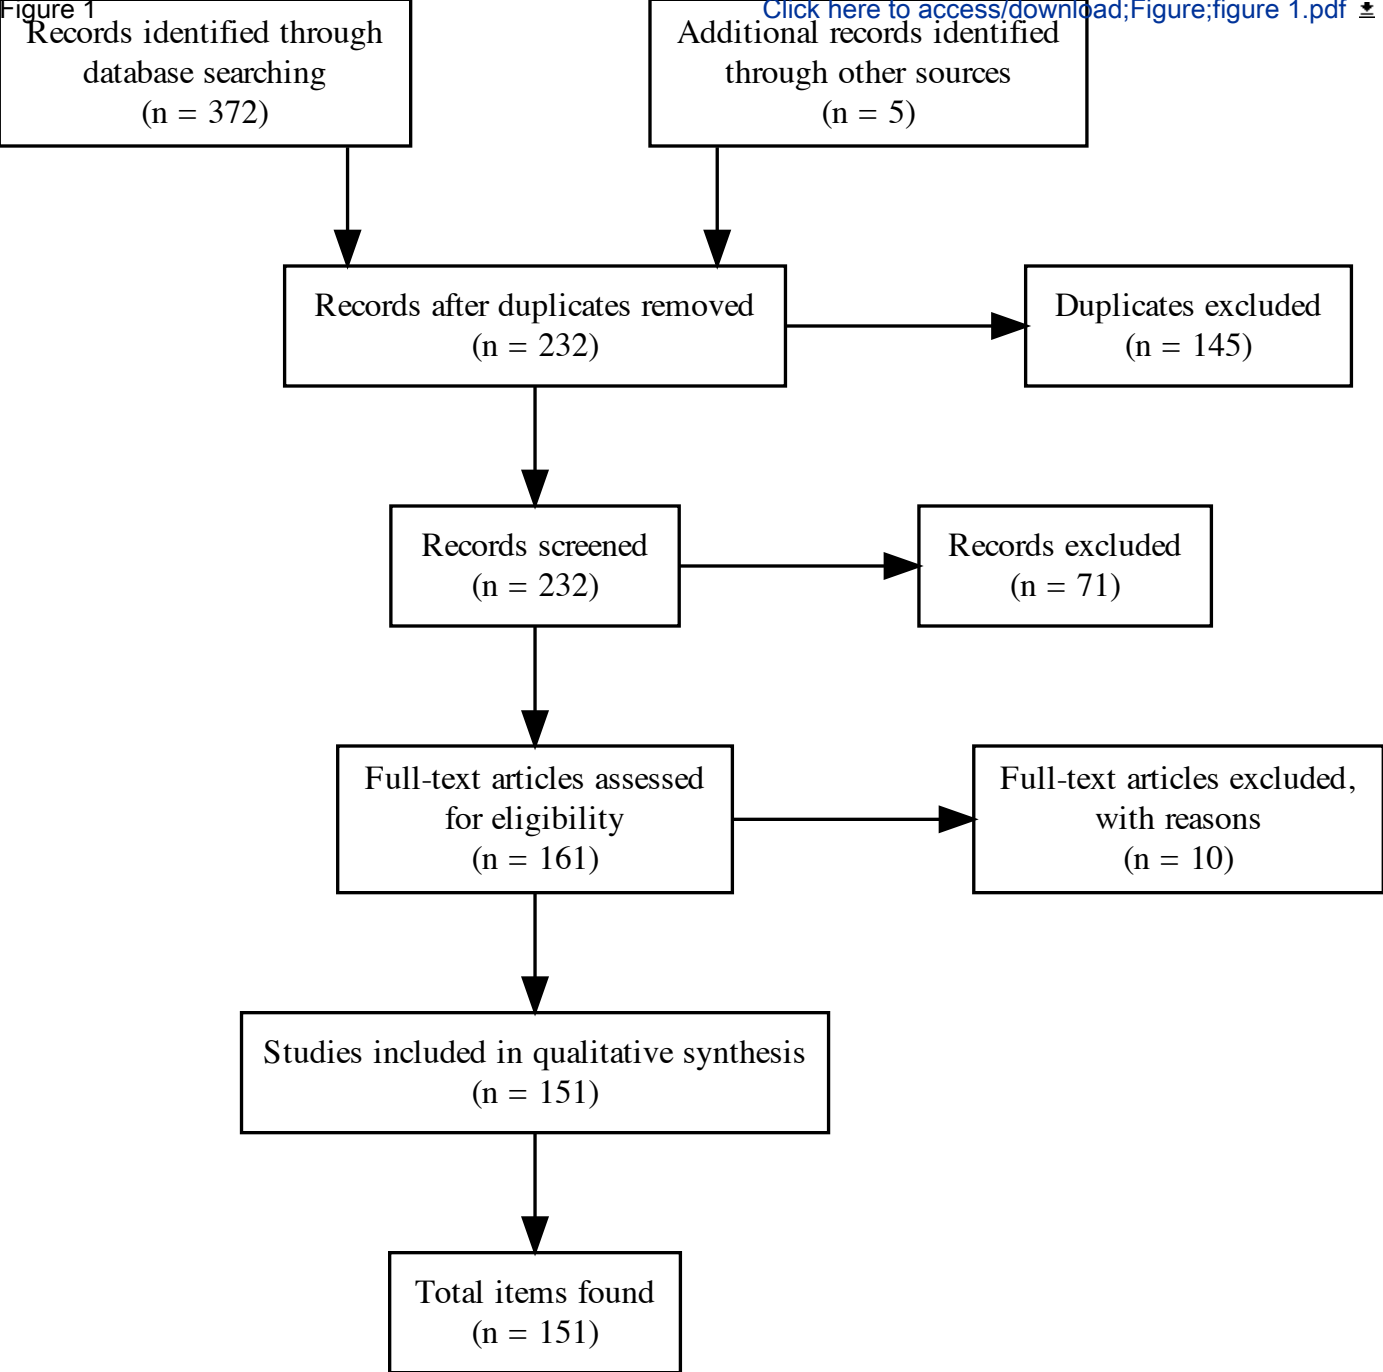 Figure 1
Click here to access/download;Figure;figure 1.pdf
Records identified through
database searching
(n = 372)
Additional records identified
through other sources
(n = 5)
Records after duplicates removed
(n = 232)
Duplicates excluded
(n = 145)
Records screened
(n = 232)
Records excluded
(n = 71)
Full-text articles assessed
for eligibility
(n = 161)
Full-text articles excluded,
with reasons
(n = 10)
Studies included in qualitative synthesis
(n = 151)
Total items found
(n = 151)